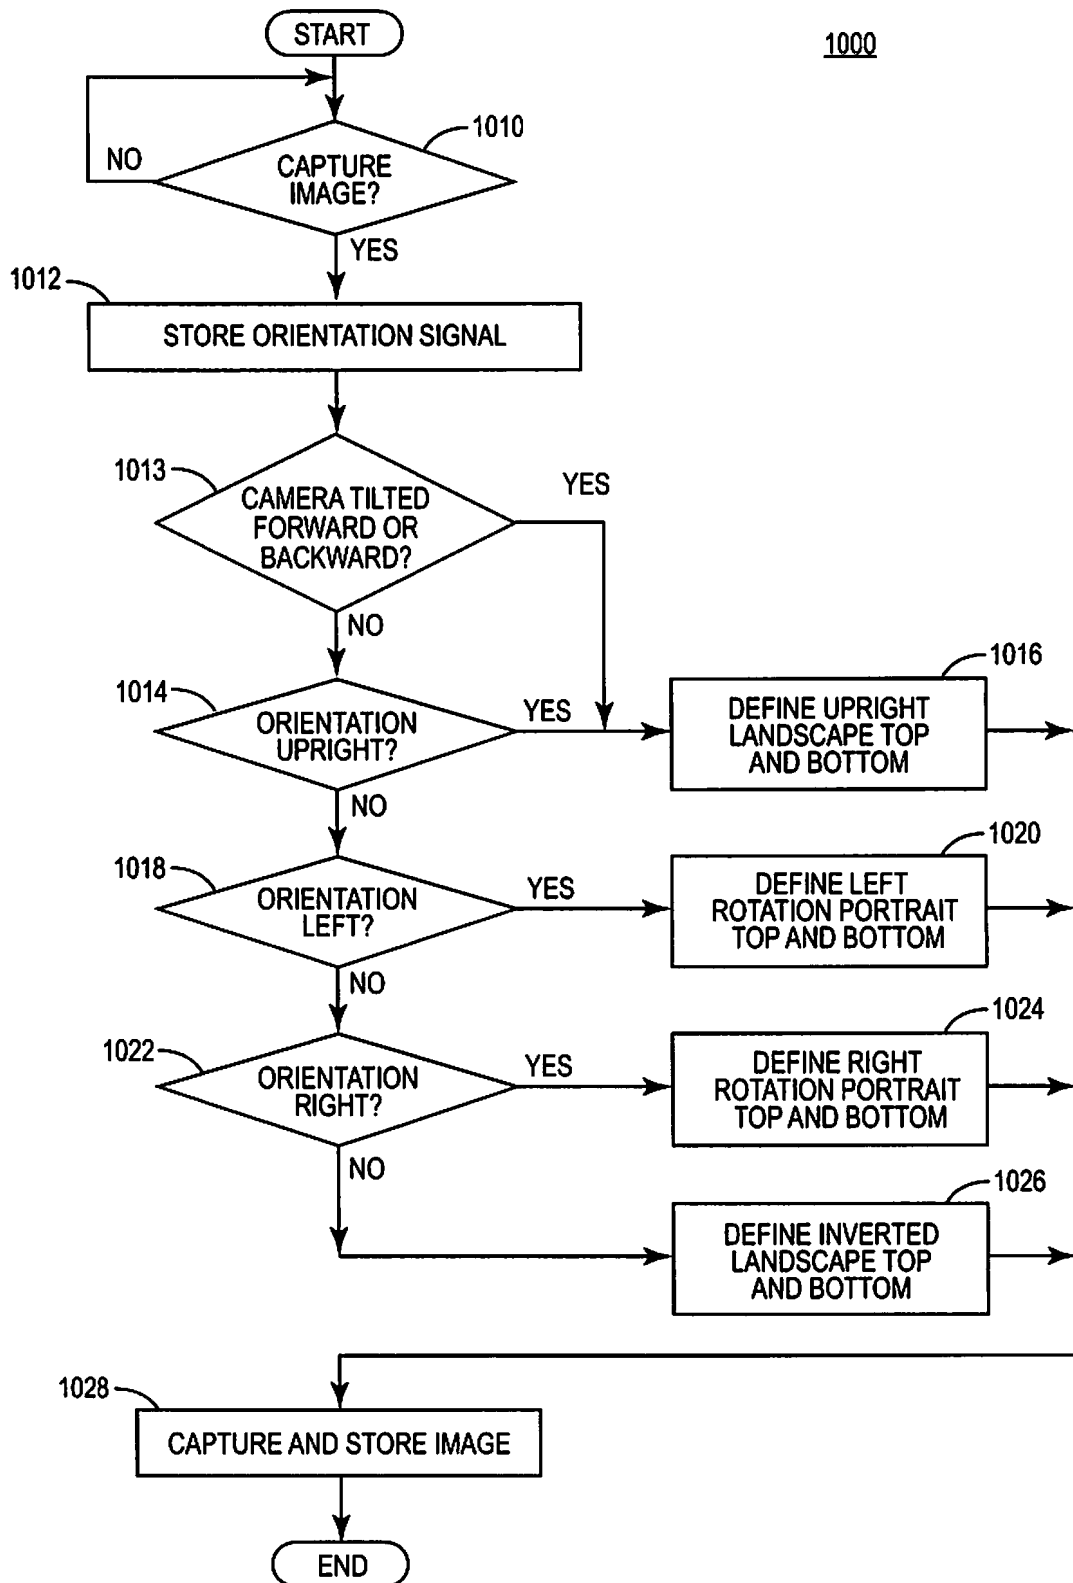 START
1000
1010
CAPTURE
IMAGE?
NO
YES
1012
STORE ORIENTATION SIGNAL
1013
CAMERA TILTED
FORWARD OR
BACKWARD?
YES
NO
1014
ORIENTATION
UPRIGHT?
YES
1016
DEFINE UPRIGHT
LANDSCAPE TOP
AND BOTTOM
NO
1018
ORIENTATION
LEFT?
YES
1020
DEFINE LEFT
ROTATION PORTRAIT
TOP AND BOTTOM
NO
1022
ORIENTATION
RIGHT?
YES
1024
DEFINE RIGHT
ROTATION PORTRAIT
TOP AND BOTTOM
NO
1026
DEFINE INVERTED
LANDSCAPE TOP
AND BOTTOM
1028
CAPTURE AND STORE IMAGE
END